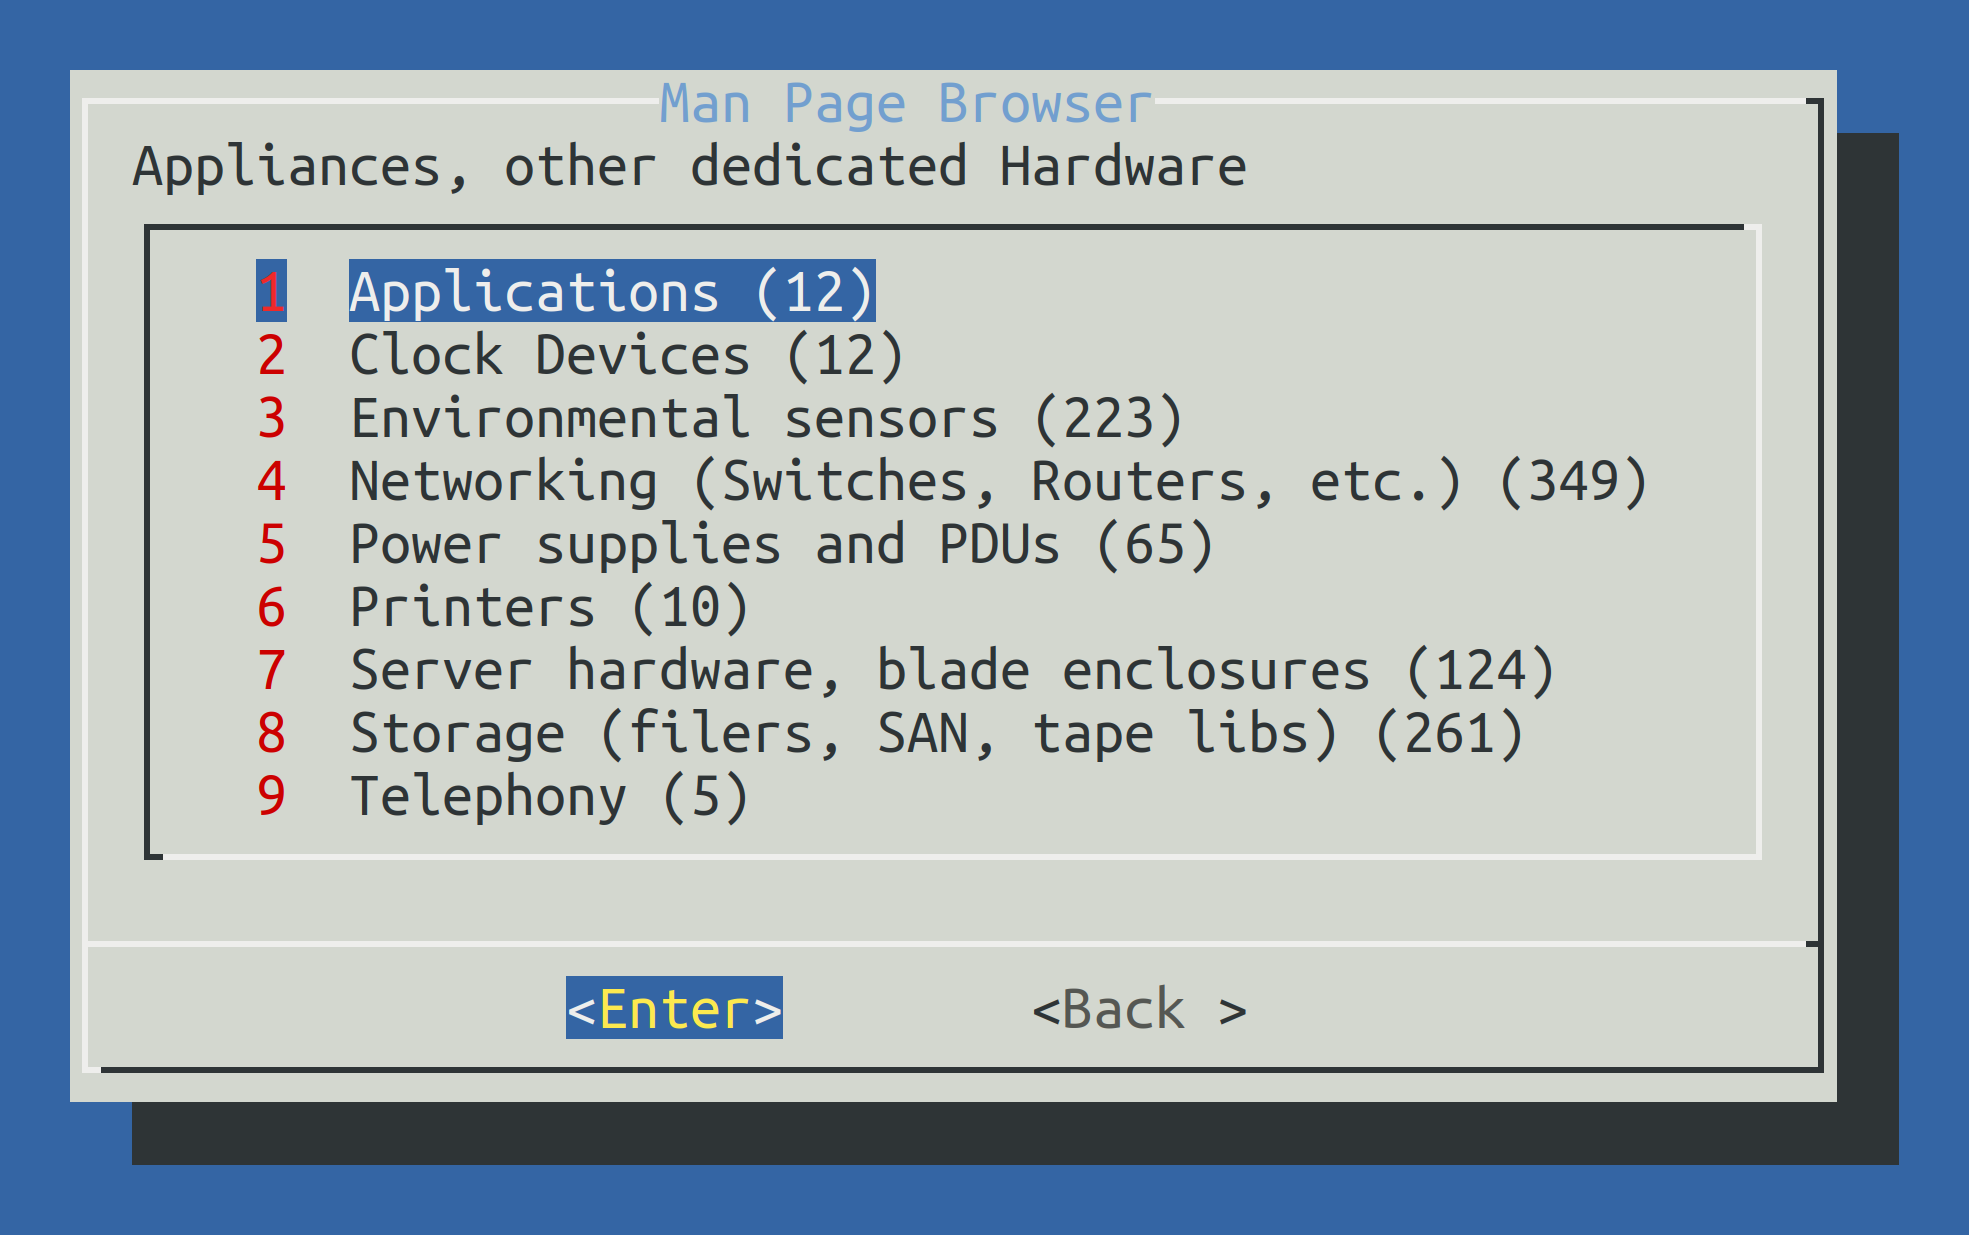 Man Page Browser
Appliances, other dedicated Hardware
1 Applications (12)
2 Clock Devices (12)
3 Environmental sensors (223)
4 Networking (Switches, Routers, etc.) (349)
5 Power supplies and PDUs (65)
6 Printers (10)
7 Server hardware, blade enclosures (124)
8 Storage (filers, SAN, tape libs) (261)
9 Telephony (5)
<Enter> <Back >